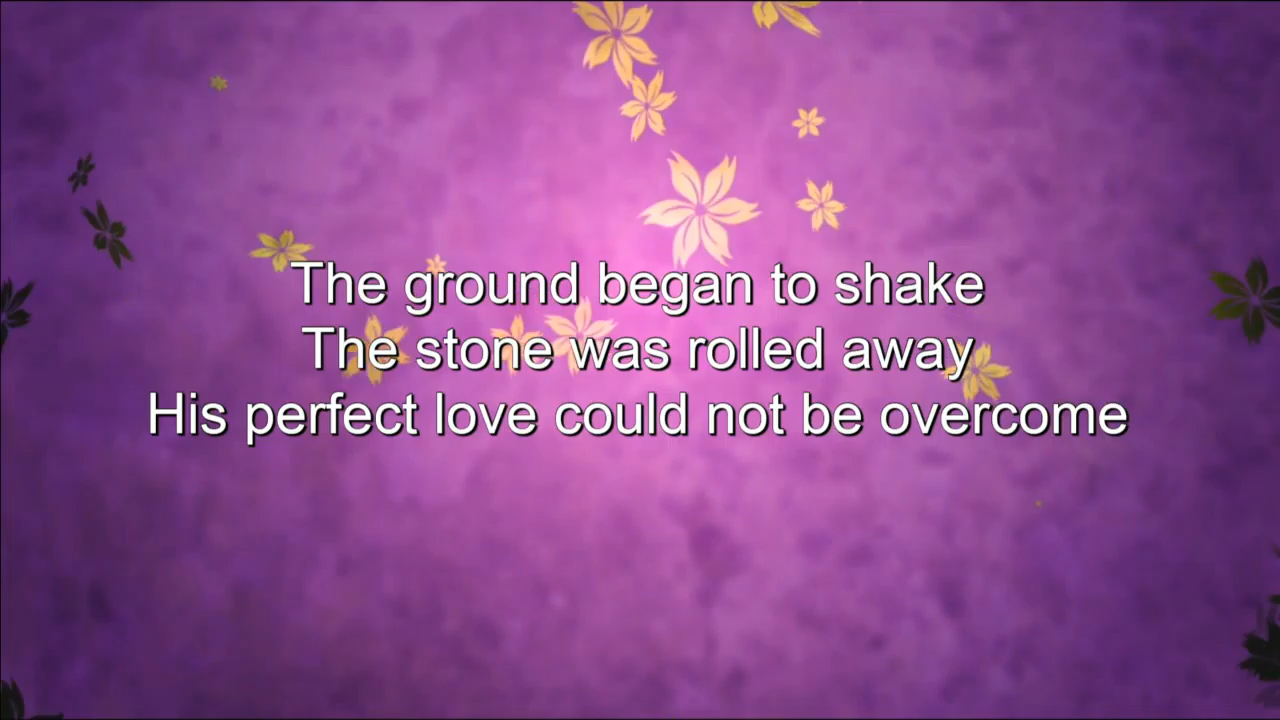 The ground began to shake
The stone was rolled away
His perfect love could not be overcome